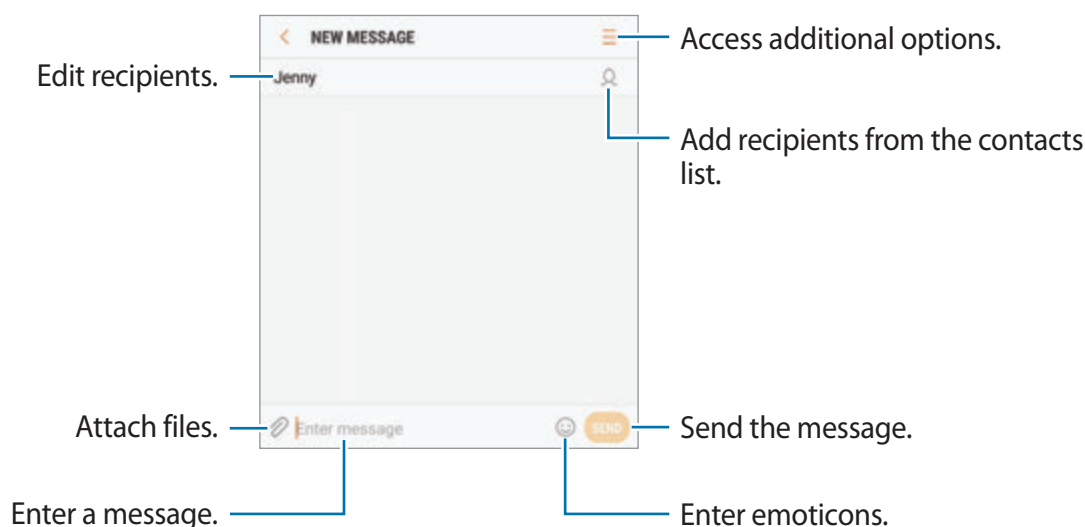 NEW MESSAGE
Access additional options.
Edit recipients.
Jenny
Add recipients from the contacts
list.
Attach files.
Enter message
SEND
Send the message.
Enter a message.
Enter emoticons.